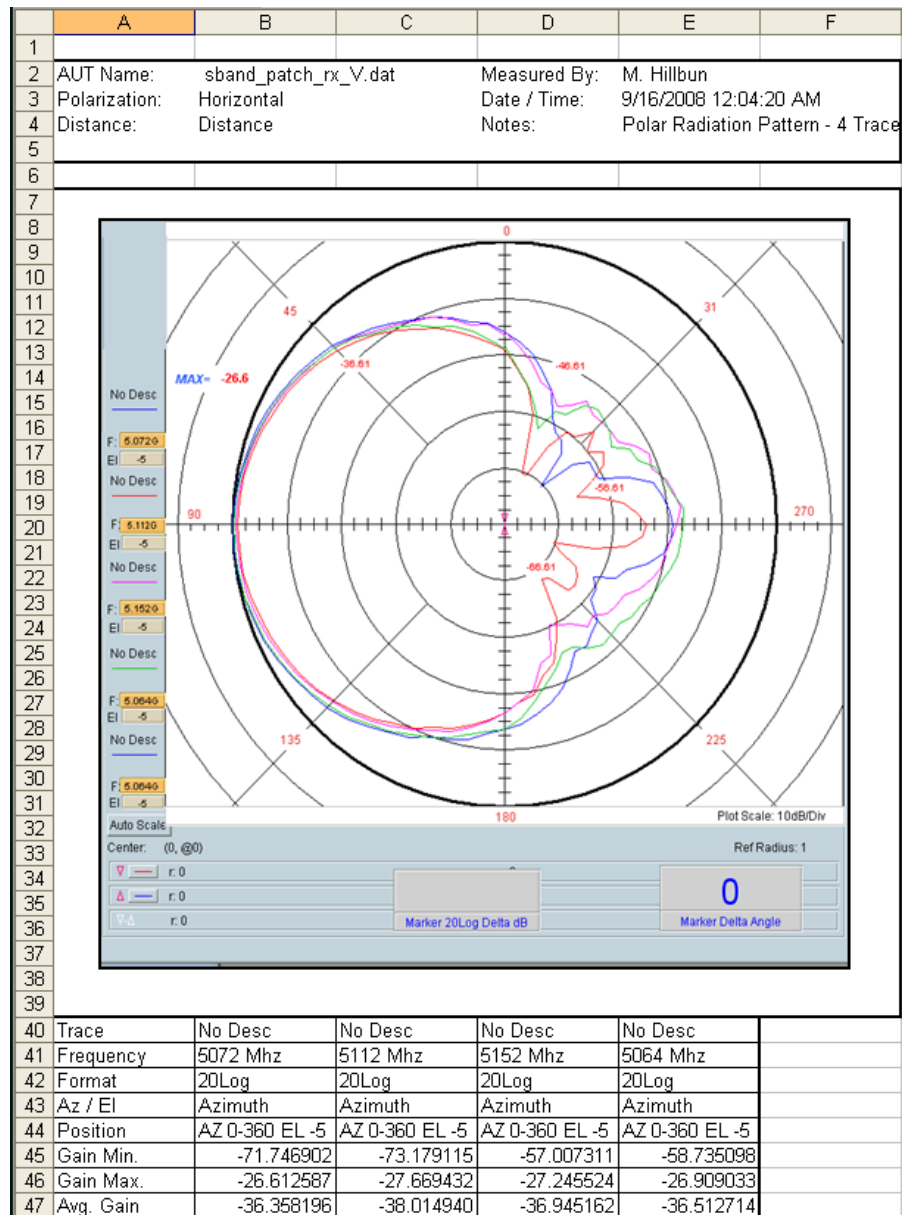 A B C D E F
1
2 AUT Name: sband_patch_rx_V.dat Measured By: M. Hillbun
3 Polarization: Horizontal Date / Time: 9/16/2008 12:04:20 AM
4 Distance: Distance Notes: Polar Radiation Pattern - 4 Trace
5
6
7
8
9
10
11
12
13
14
15
16
17
18
19
20
21
22
23
24
25
26
27
28
29
30
31
32
33
34
35
36
37
38
39
0
45
31
-36.61
-46.61
MAX= -26.6
No Desc
F: 5.072G
El -5
No Desc
-56.61
90
270
F: 5.112G
El -5
No Desc
-66.61
F: 5.152G
El -5
No Desc
F: 5.064G
El -5
No Desc
135
225
F: 5.064G
El -5
180
Plot Scale: 10dB/Div
Auto Scale
Center: (0, @0)
Ref Radius: 1
r: 0
r: 0
0
∇-Δ r: 0
Marker 20Log Delta dB
Marker Delta Angle
40 Trace No Desc No Desc No Desc No Desc
41 Frequency 5072 Mhz 5112 Mhz 5152 Mhz 5064 Mhz
42 Format 20Log 20Log 20Log 20Log
43 Az / El Azimuth Azimuth Azimuth Azimuth
44 Position AZ 0-360 EL -5 AZ 0-360 EL -5 AZ 0-360 EL -5 AZ 0-360 EL -5
45 Gain Min. -71.746902 -73.179115 -57.007311 -58.735098
46 Gain Max. -26.612587 -27.669432 -27.245524 -26.909033
47 Avg. Gain -36.358196 -38.014940 -36.945162 -36.512714